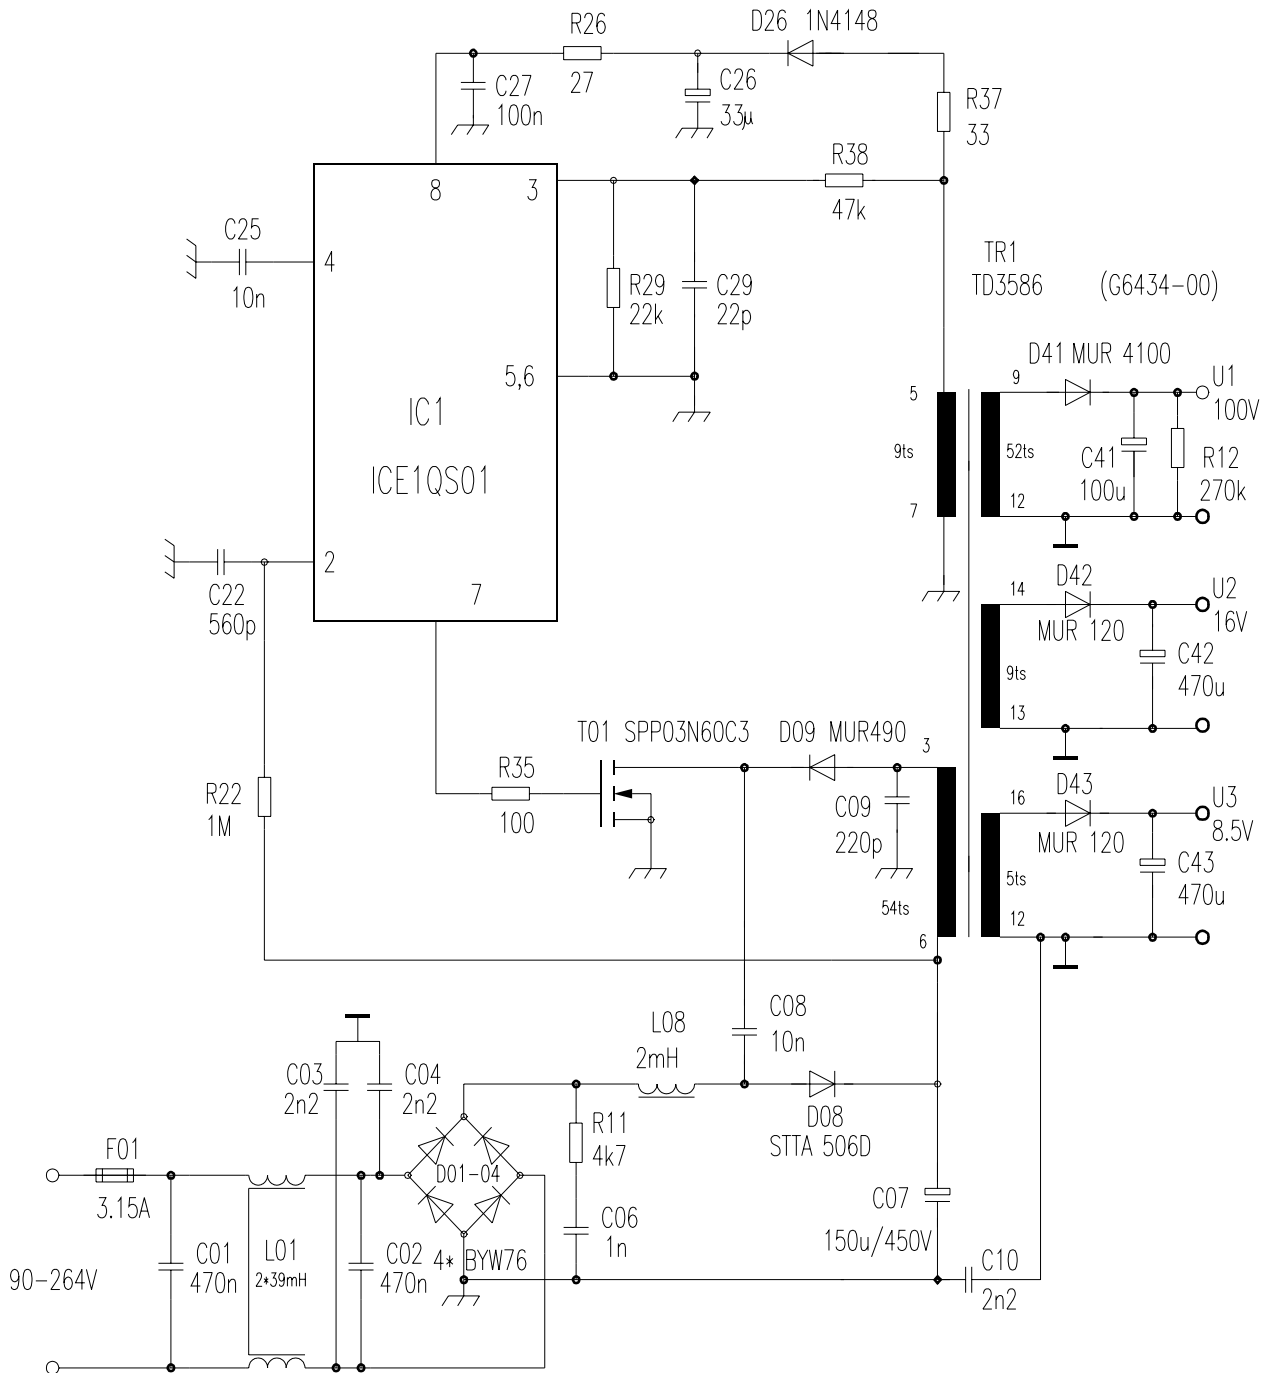 R26
27
D26 1N4148
C27
100n
C26
33µ
R37
33
R38
47k
8
3
C25
10n
4
R29
22k
C29
22p
TR1
TD3586 (G6434-00)
5,6
IC1
ICE1QS01
D41 MUR 4100
5
9ts
7
9
52ts
12
C41
100u
R12
270k
U1
100V
2
7
C22
560p
14
D42
MUR 120
9ts
13
C42
470u
U2
16V
T01 SPP03N60C3
D09 MUR490
3
R35
100
R22
1M
C09
220p
54ts
6
16
D43
MUR 120
5ts
12
C43
470u
U3
8.5V
C03
2n2
C04
2n2
L08
2mH
C08
10n
D08
STTA 506D
R11
4k7
F01
3.15A
D01-04
4* BYW76
C06
1n
C07
150u/450V
C10
2n2
90-264V
C01
470n
L01
2*39mH
C02
470n